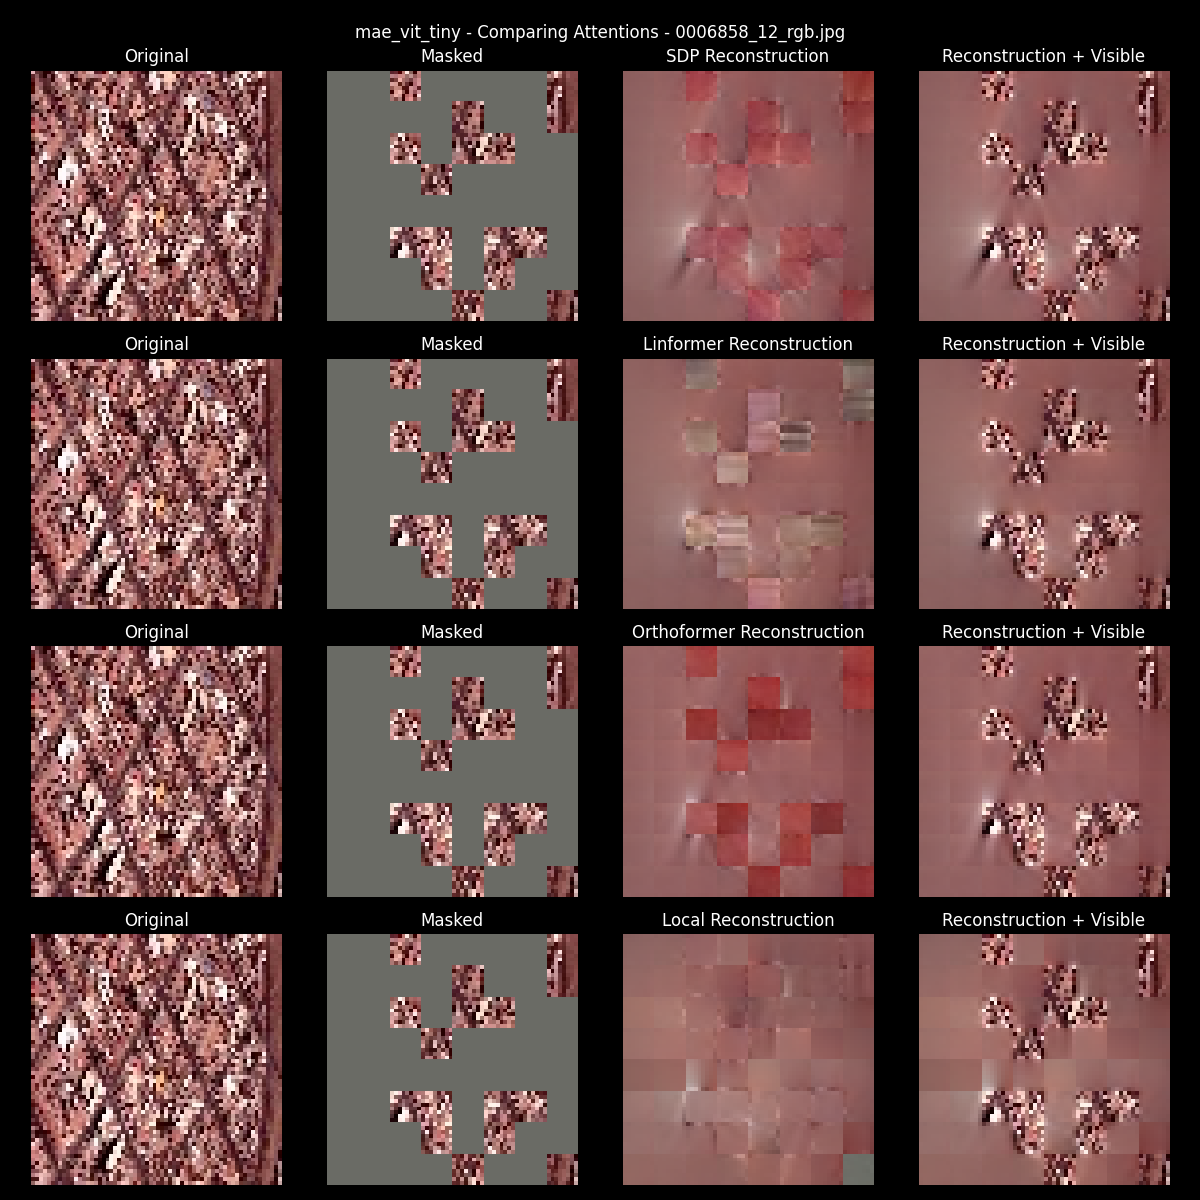 mae_vit_tiny - Comparing Attentions - 0006858_12_rgb.jpg
Original Masked SDP Reconstruction Reconstruction + Visible
Original Masked Linformer Reconstruction Reconstruction + Visible
Original Masked Orthoformer Reconstruction Reconstruction + Visible
Original Masked Local Reconstruction Reconstruction + Visible